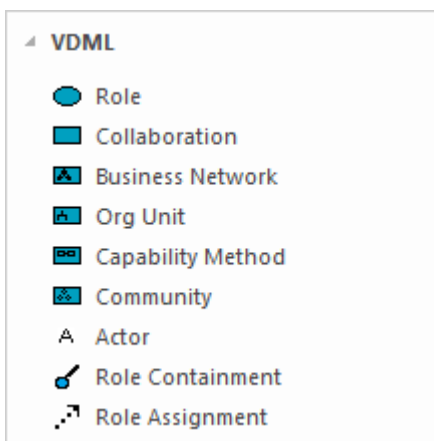 VDML
Role
Collaboration
Business Network
Org Unit
Capability Method
Community
A Actor
Role Containment
Role Assignment